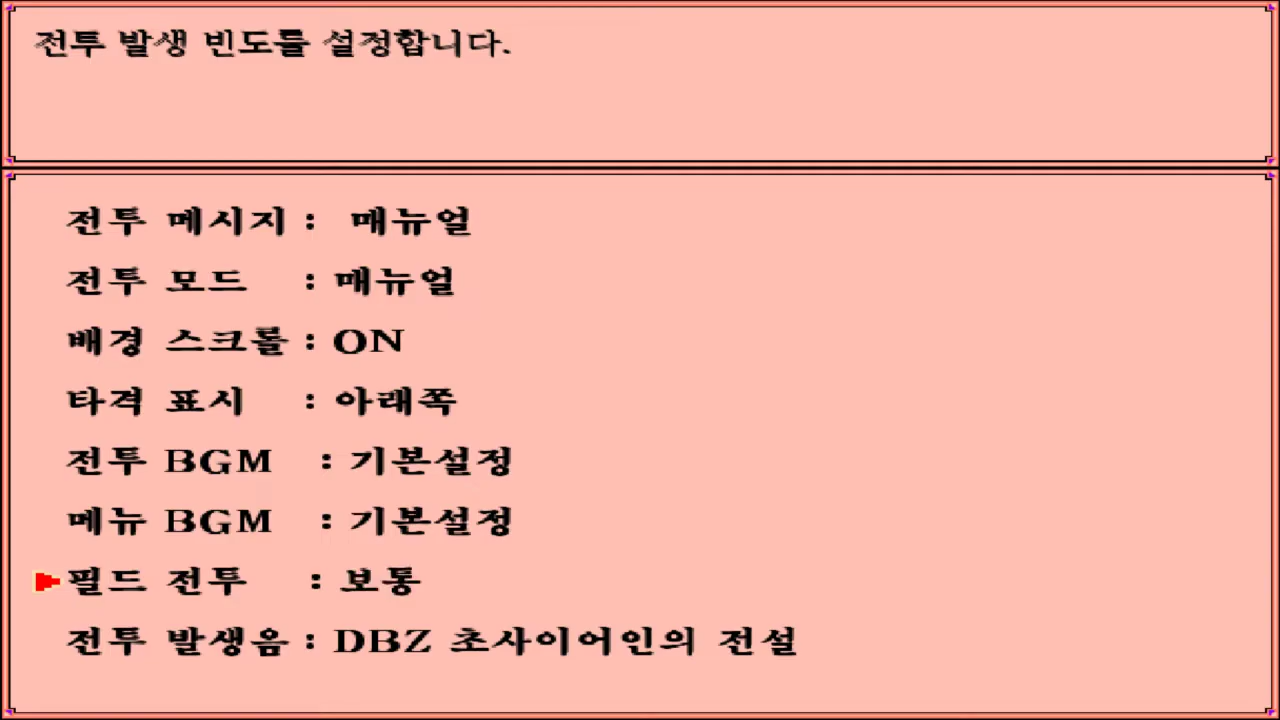 전투 발생 빈도를 설정합니다.
전투 메시지 : 매뉴얼
전투 모드 : 매뉴얼
배경 스크롤 : ON
타격 표시 : 아래쪽
전투 BGM : 기본설정
메뉴 BGM : 기본설정
필드 전투 : 보통
전투 발생음 : DBZ 초사이어인의 전설